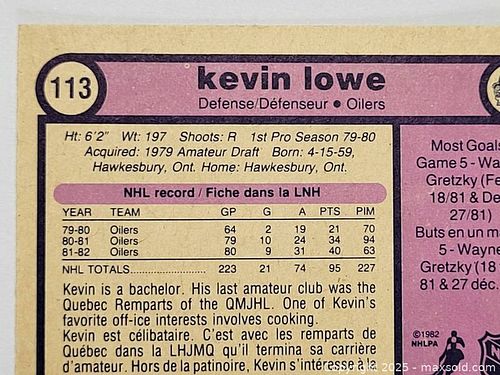 113
kevin lowe
Defense/Défenseur ● Oilers
Ht: 6'2" Wt: 197 Shoots: R 1st Pro Season 79-80
Acquired: 1979 Amateur Draft Born: 4-15-59,
Hawkesbury, Ont. Home: Hawkesbury, Ont.
NHL record / Fiche dans la LNH
YEAR TEAM GP G A PTS PIM
79-80 Oilers 64 2 19 21 70
80-81 Oilers 79 10 24 34 94
81-82 Oilers 80 9 31 40 63
NHL TOTALS 223 21 74 95 227
Kevin is a bachelor. His last amateur club was the
Quebec Remparts of the QMJHL. One of Kevin's
favorite off-ice interests involves cooking.
Kevin est célibataire. C'est avec les remparts de
Québec dans la LHJMQ qu'il termina sa carrière
d'amateur. Hors de la patinoire, Kevin s'intéresse à la
Most Goals
Game 5 - Wa
Gretzky (Fe
18/81 & De
27/81)
Buts en un ma
5 - Wayne
Gretzky (18
81 & 27 déc.
©1982
NHLPA
NHL
Copyright 2025 - maxsold.com